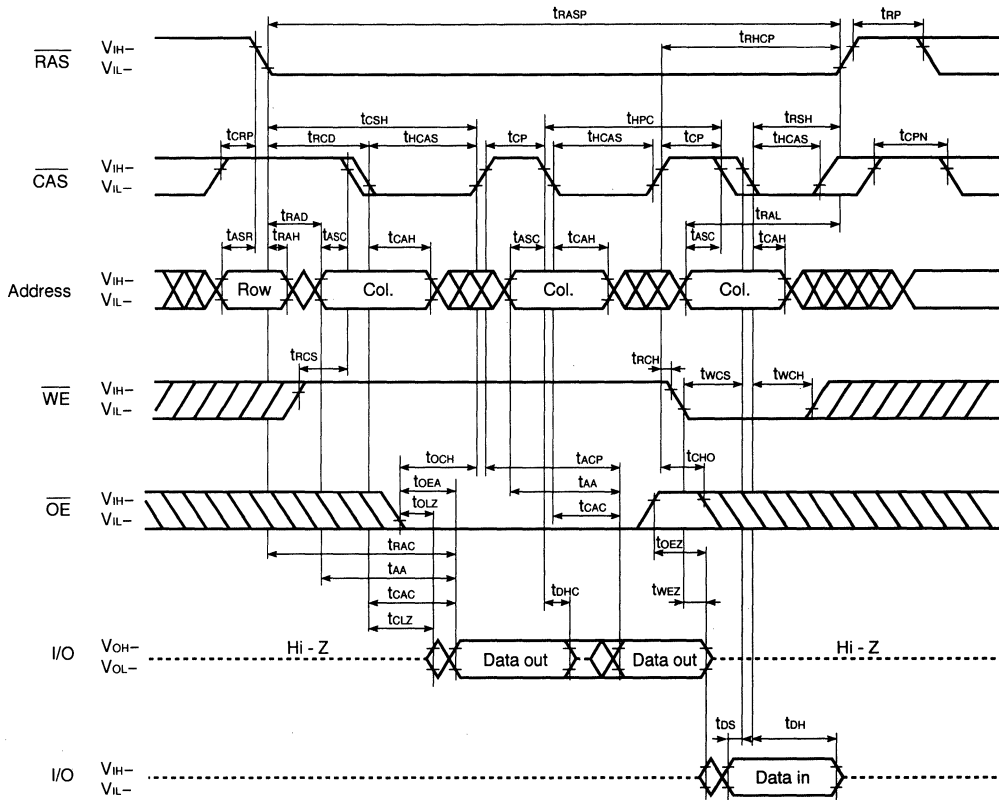 tRASP tRP
tRHCP
RAS VIH–
VIL–
tCSH tHPC tRSH
tCRP tRCD tHCAS tCP tHCAS tCP tHCAS tCPN
CAS VIH–
VIL–
tRAD tRAL
tASR tRAH tASC tCAH tASC tCAH tASC tCAH
Address VIH–
VIL–
Row Col. Col. Col.
tRCS tRCH tWCS tWCH
WE VIH–
VIL–
tOCH tACP tCHO
tOEA tAA
tOLZ tCAC
OE VIH–
VIL–
tRAC tOEZ
tAA
tCAC tDHC tWEZ
tCLZ
I/O VOH–
VOL–
Hi - Z Data out Data out Hi - Z
tDS tDH
I/O VIH–
VIL–
Data in